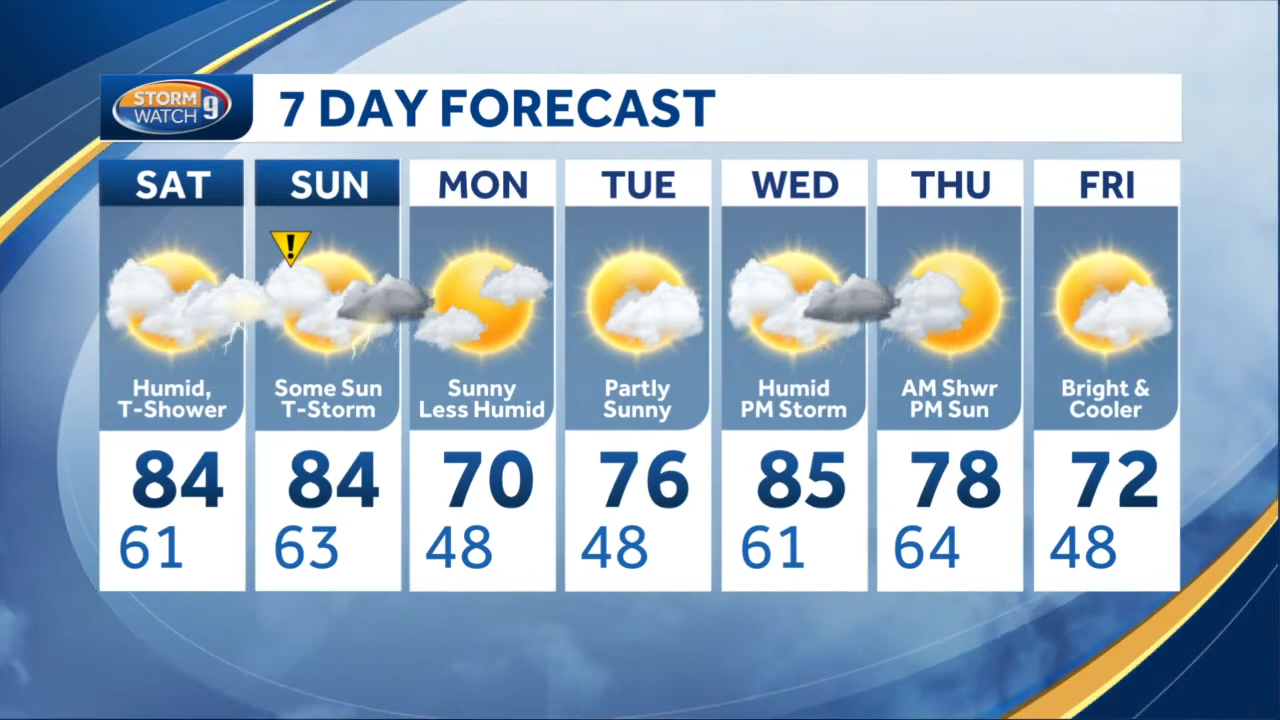 STORM
WATCH 9
7 DAY FORECAST
SAT
SUN
MON
TUE
WED
THU
FRI
!
Humid,
T-Shower
Some Sun
T-Storm
Sunny
Less Humid
Partly
Sunny
Humid
PM Storm
AM Shwr
PM Sun
Bright &
Cooler
84
84
70
76
85
78
72
61
63
48
48
61
64
48